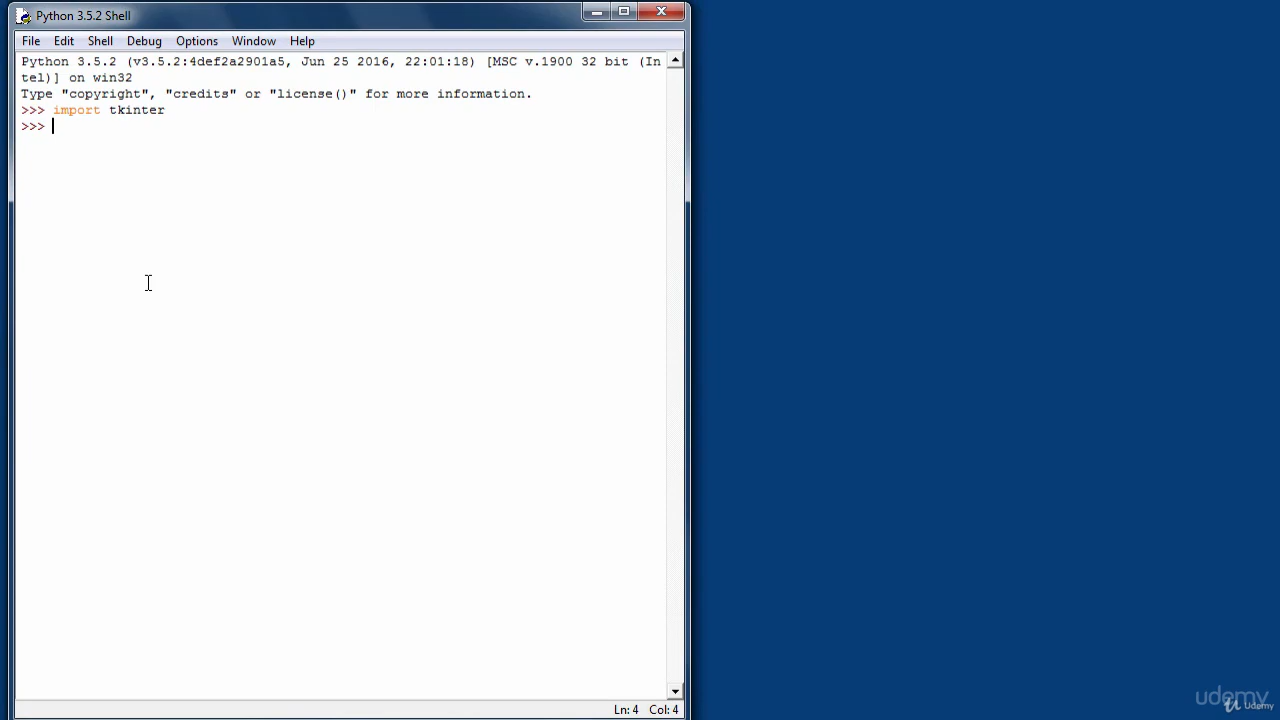 Python 3.5.2 Shell
File Edit Shell Debug Options Window Help
Python 3.5.2 (v3.5.2:4def2a2901a5, Jun 25 2016, 22:01:18) [MSC v.1900 32 bit (In
tel)] on win32
Type "copyright", "credits" or "license()" for more information.
>>> import tkinter
>>>
Ln: 4 Col: 4
udemy
Udemy